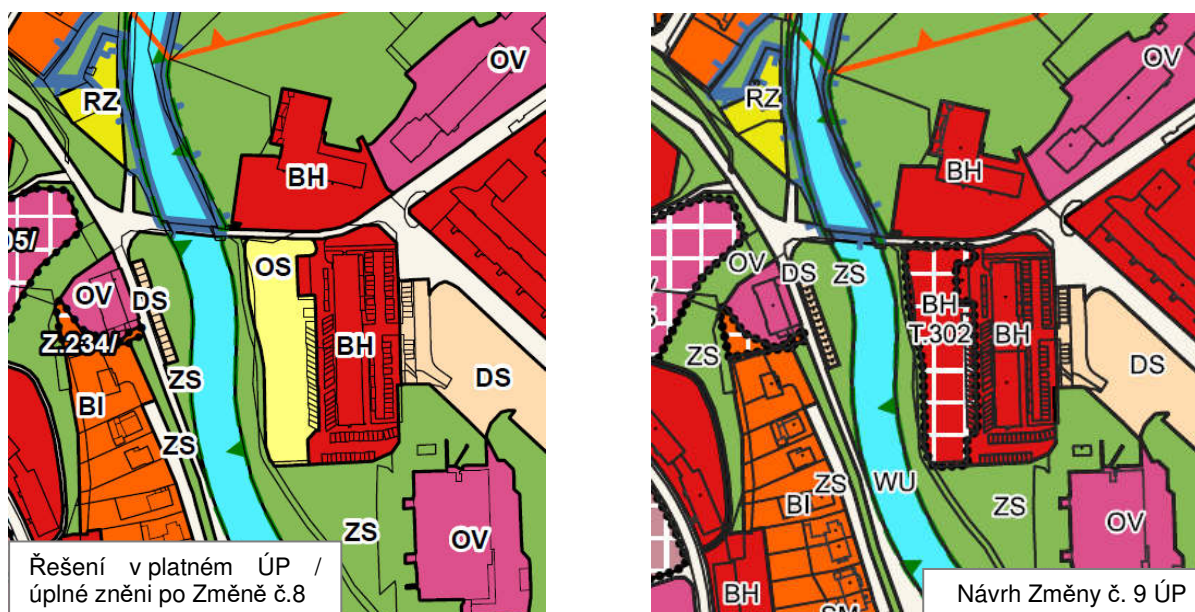 OV
RZ
BH
05/
OS
OV
DS
Z.234/
BH
ZS
DS
BI
ZS
ZS
OV
Řešení v platném ÚP /
úplné znění po Změně č.8
OV
RZ
BH
OV
DS
ZS
BH
T.302
BH
ZS
DS
WU
ZS
BI
ZS
OV
BH
SM
Návrh Změny č. 9 ÚP